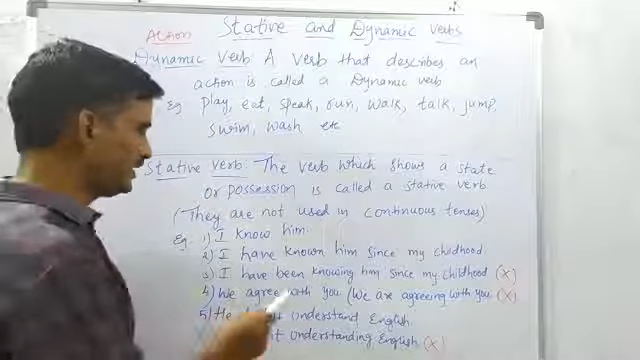 Stative and Dynamic verbs
Action
Dynamic verb: A verb that describes an
action is called a Dynamic verb
Eg play, eat, speak, run, walk, talk, jump,
swim, wash etc
Stative verb: The verb which shows a state
or possession is called a stative verb
(They are not used in continuous tenses)
Eg: 1) I know him.
2) I have known him since my childhood.
3) I have been knowing him since my childhood (X)
4) We agree with you (We are agreeing with you (X)
5) He understand English.
understanding English (X)